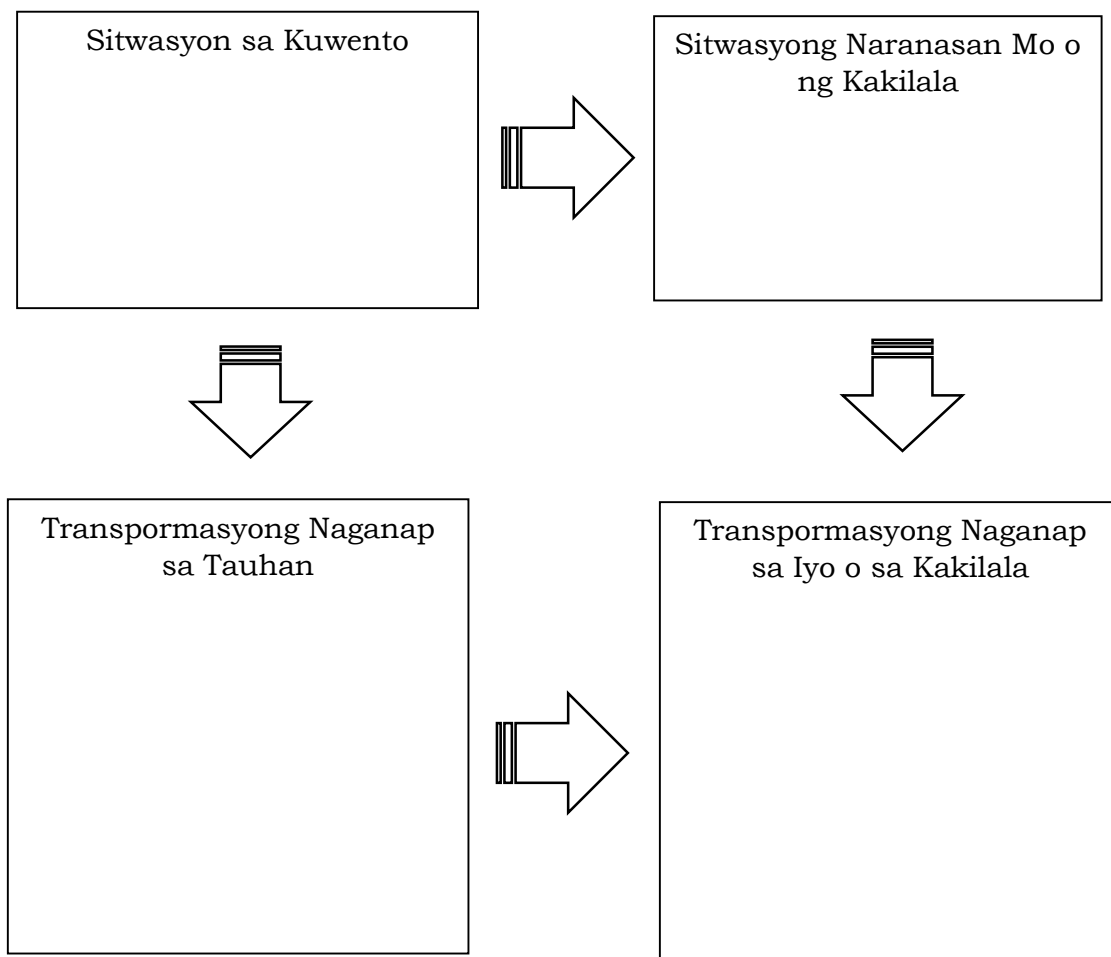 Sitwasyon sa Kuwento
Sitwasyong Naranasan Mo o
ng Kakilala
Transpormasyong Naganap
sa Tauhan
Transpormasyong Naganap
sa Iyo o sa Kakilala